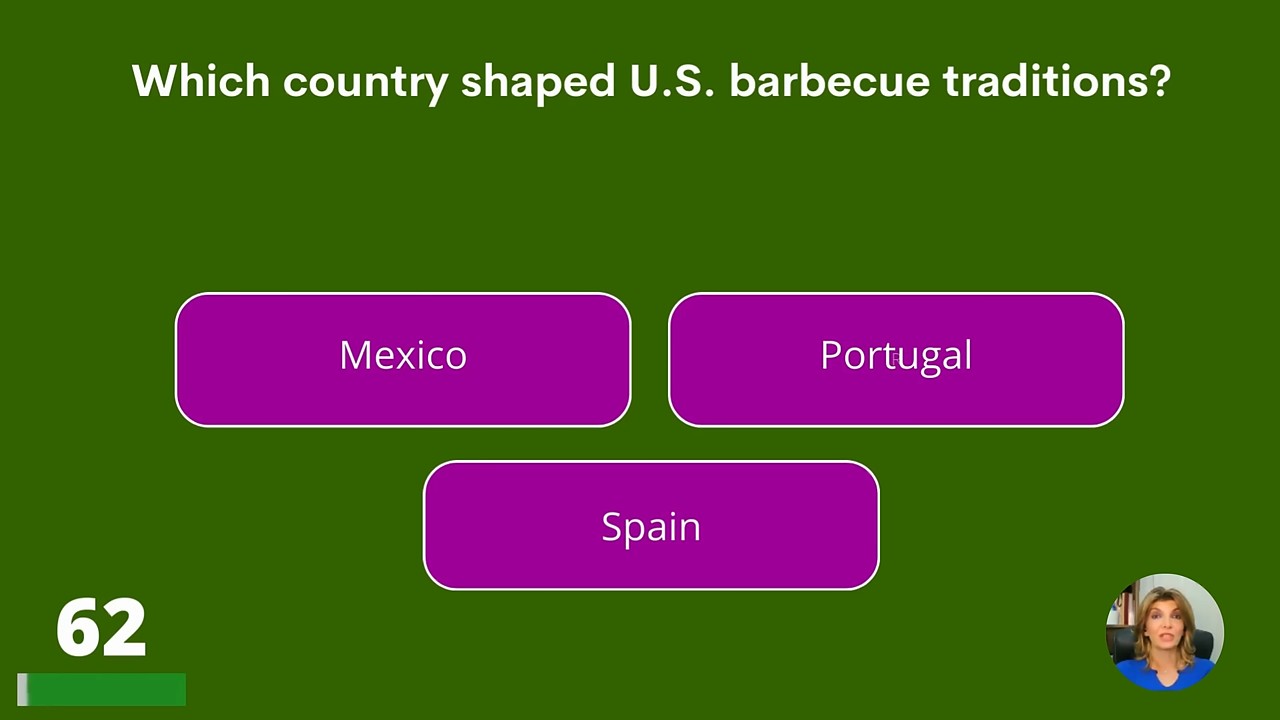 Which country shaped U.S. barbecue traditions?
Mexico
Portugal
Spain
62